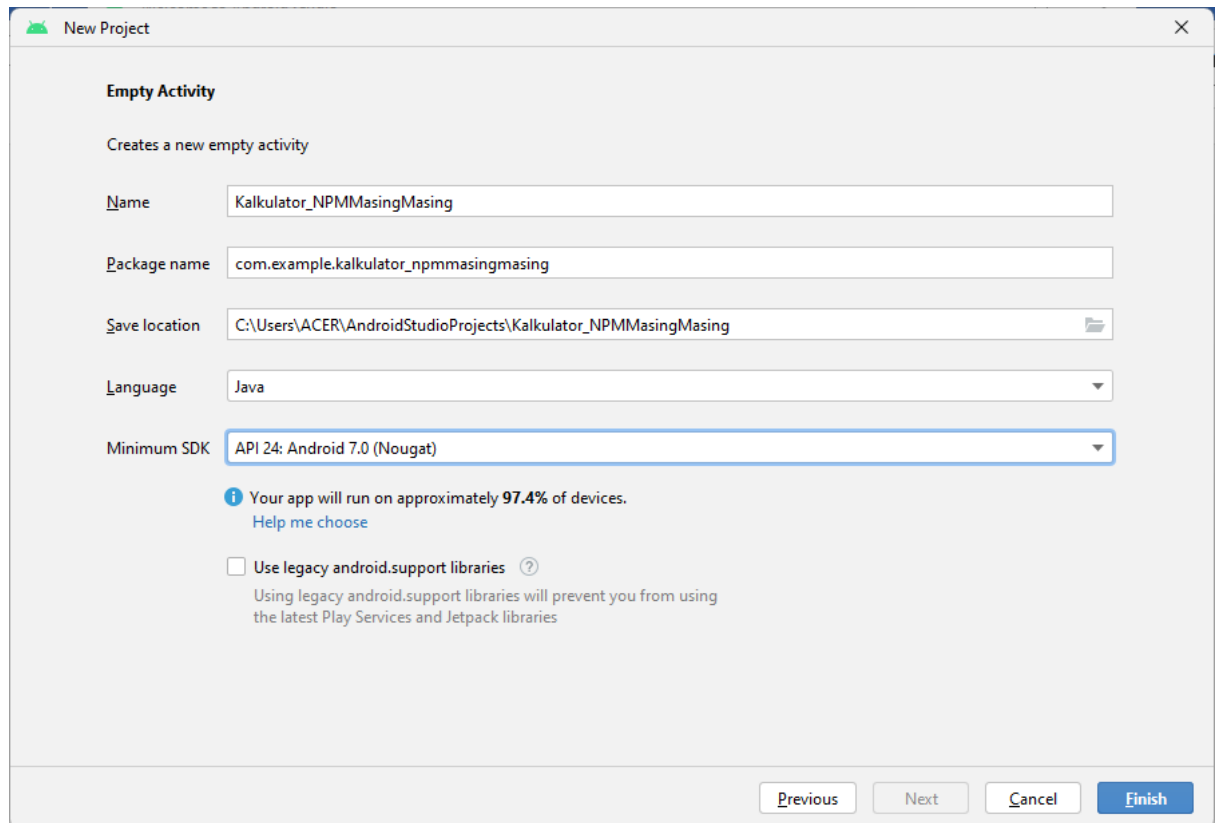 New Project
Empty Activity
Creates a new empty activity
Name Kalkulator_NPMMasingMasing
Package name com.example.kalkulator_npmmasingmasing
Save location C:\Users\ACER\AndroidStudioProjects\Kalkulator_NPMMasingMasing
Language Java
Minimum SDK API 24: Android 7.0 (Nougat)
Your app will run on approximately 97.4% of devices.
Help me choose
Use legacy android.support libraries ?
Using legacy android.support libraries will prevent you from using
the latest Play Services and Jetpack libraries
Previous Next Cancel Finish